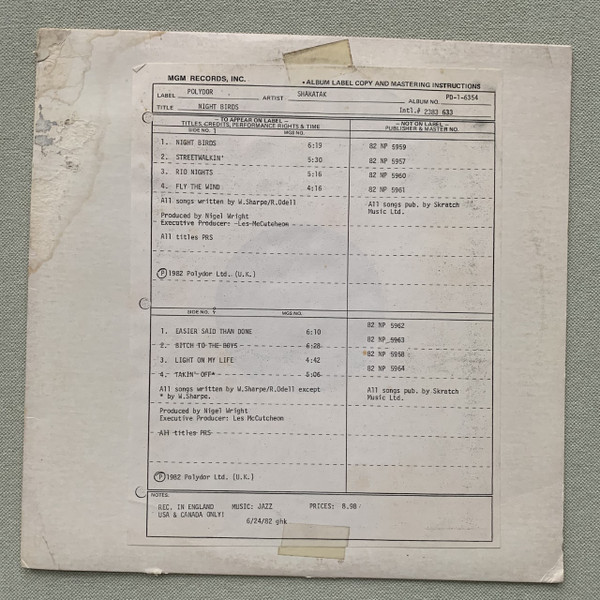 MGM RECORDS, INC. • ALBUM LABEL COPY AND MASTERING INSTRUCTIONS
LABEL POLYDOR ARTIST SHAKATAK ALBUM NO. PD-1-6354
TITLE NIGHT BIRDS Intl.# 2383 633
— TO APPEAR ON LABEL —
TITLES, CREDITS, PERFORMANCE RIGHTS & TIME
— NOT ON LABEL —
PUBLISHER & MASTER NO.
SIDE NO. 1 MGS NO.
1. NIGHT BIRDS 6:19 82 NP 5959
2. STREETWALKIN' 5:30 82 NP 5957
3. RIO NIGHTS 5:16 82 NP 5960
4. FLY THE WIND 4:16 82 NP 5961
All songs written by W.Sharpe/R.Odell
All songs pub. by Skratch
Music Ltd.
Produced by Nigel Wright
Executive Producer: Les McCutcheon
All titles PRS
Ⓟ1982 Polydor Ltd. (U.K.)
SIDE NO. MGS NO.
1. EASIER SAID THAN DONE 6:10 82 NP 5962
2. BITCH TO THE BOYS 6:28 82 NP 5963
3. LIGHT ON MY LIFE 4:42 82 NP 5958
4. TAKIN' OFF* 5:06 82 NP 5964
All songs written by W.Sharpe/R.Odell except
* by W.Sharpe.
All songs pub. by Skratch
Music Ltd.
Produced by Nigel Wright
Executive Producer: Les McCutcheon
All titles PRS
Ⓟ1982 Polydor Ltd. (U.K.)
NOTES:
REC. IN ENGLAND MUSIC: JAZZ PRICES: 8.98
USA & CANADA ONLY!
6/24/82 ghk